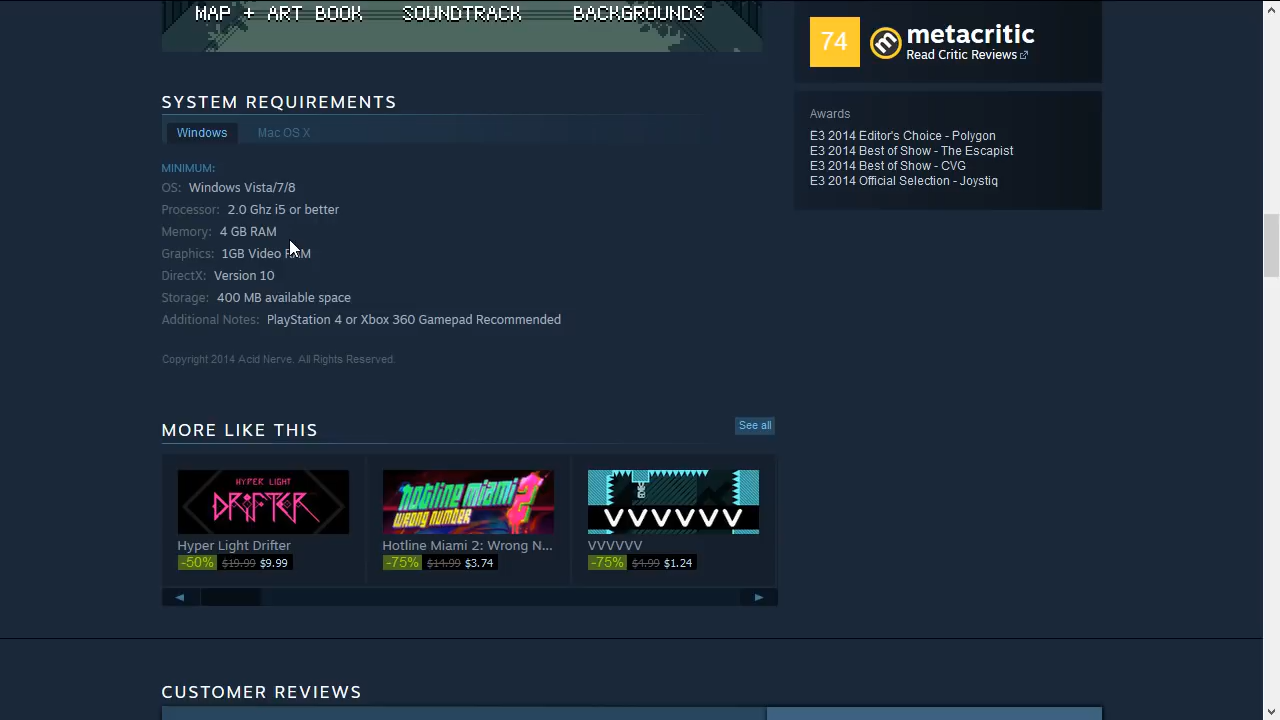 MAP + ART BOOK SOUNDTRACK BACKGROUNDS
74 metacritic
Read Critic Reviews
SYSTEM REQUIREMENTS
Windows Mac OS X
MINIMUM:
OS: Windows Vista/7/8
Processor: 2.0 Ghz i5 or better
Memory: 4 GB RAM
Graphics: 1GB Video RAM
DirectX: Version 10
Storage: 400 MB available space
Additional Notes: PlayStation 4 or Xbox 360 Gamepad Recommended
Copyright 2014 Acid Nerve. All Rights Reserved.
Awards
E3 2014 Editor's Choice - Polygon
E3 2014 Best of Show - The Escapist
E3 2014 Best of Show - CVG
E3 2014 Official Selection - Joystiq
MORE LIKE THIS
See all
HYPER LIGHT
DRIFTER
Hyper Light Drifter
-50% $19.99 $9.99
hotline miami 2
wrong number
Hotline Miami 2: Wrong N...
-75% $14.99 $3.74
VVVVVV
VVVVVV
-75% $4.99 $1.24
CUSTOMER REVIEWS